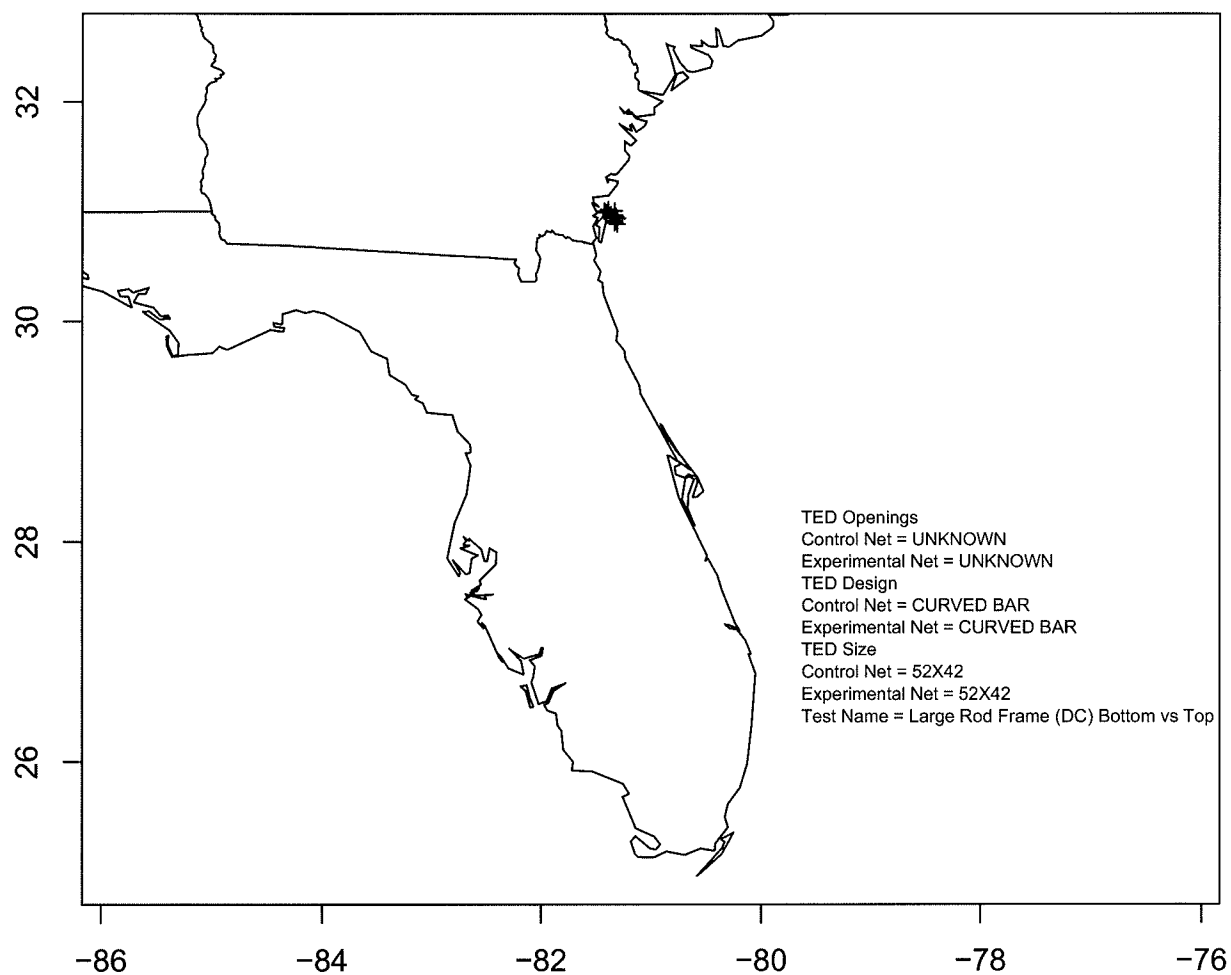 32
30
28
26
TED Openings
Control Net = UNKNOWN
Experimental Net = UNKNOWN
TED Design
Control Net = CURVED BAR
Experimental Net = CURVED BAR
TED Size
Control Net = 52X42
Experimental Net = 52X42
Test Name = Large Rod Frame (DC) Bottom vs Top
−86 −84 −82 −80 −78 −76